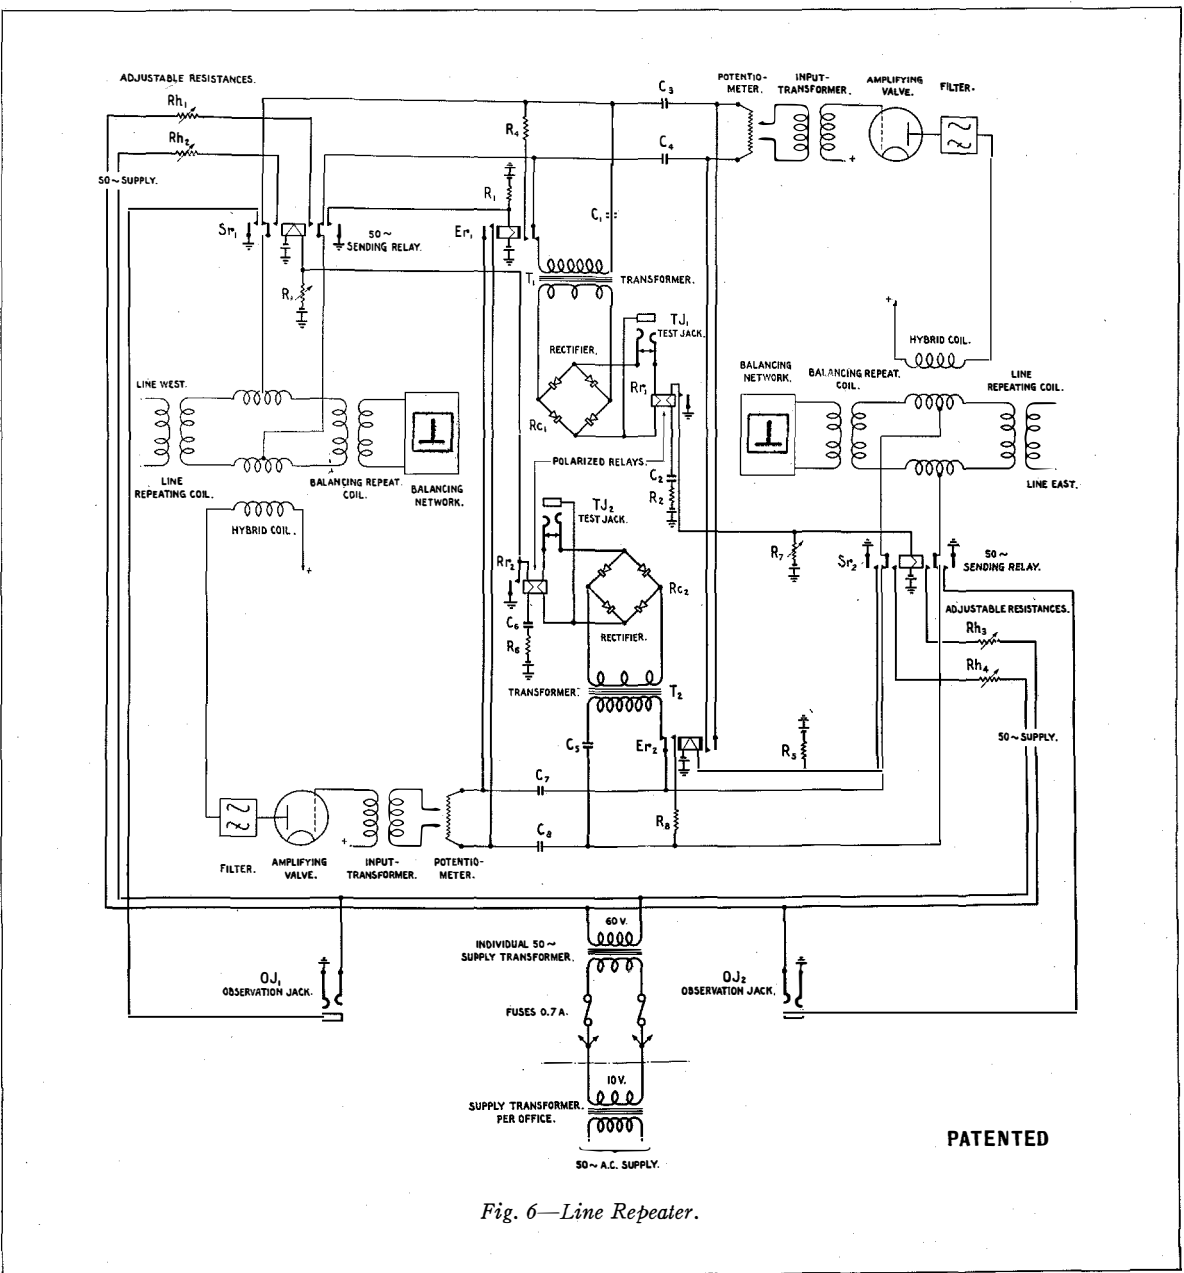 ADJUSTABLE RESISTANCES.
Rh₁
Rh₂
50~SUPPLY.
Sr₁
50~
SENDING RELAY.
R₄
R₁
Er₁
C₁
C₃
C₄
POTENTIO-
METER.
INPUT-
TRANSFORMER.
AMPLIFYING
VALVE.
FILTER.
+
T₁
TRANSFORMER.
TJ₁
TEST JACK.
RECTIFIER.
Rr₁
Rc₁
POLARIZED RELAYS.
C₂
R₂
LINE WEST.
LINE
REPEATING COIL.
BALANCING REPEAT.
COIL.
BALANCING
NETWORK.
HYBRID COIL.
+
+
HYBRID COIL.
BALANCING
NETWORK.
BALANCING REPEAT.
COIL.
LINE
REPEATING COIL.
LINE EAST.
TJ₂
TEST JACK.
Rr₂
Rc₂
RECTIFIER.
C₆
R₆
TRANSFORMER.
T₂
R₇
Sr₂
50~
SENDING RELAY.
ADJUSTABLE RESISTANCES.
Rh₃
Rh₄
50~SUPPLY.
C₅
Er₂
R₅
C₇
C₈
R₈
+
FILTER.
AMPLIFYING
VALVE.
INPUT-
TRANSFORMER.
POTENTIO-
METER.
60 V.
INDIVIDUAL 50~
SUPPLY TRANSFORMER.
OJ₁
OBSERVATION JACK.
OJ₂
OBSERVATION JACK.
FUSES 0.7 A.
10 V.
SUPPLY TRANSFORMER.
PER OFFICE.
50~ A.C. SUPPLY.
PATENTED
Fig. 6—Line Repeater.